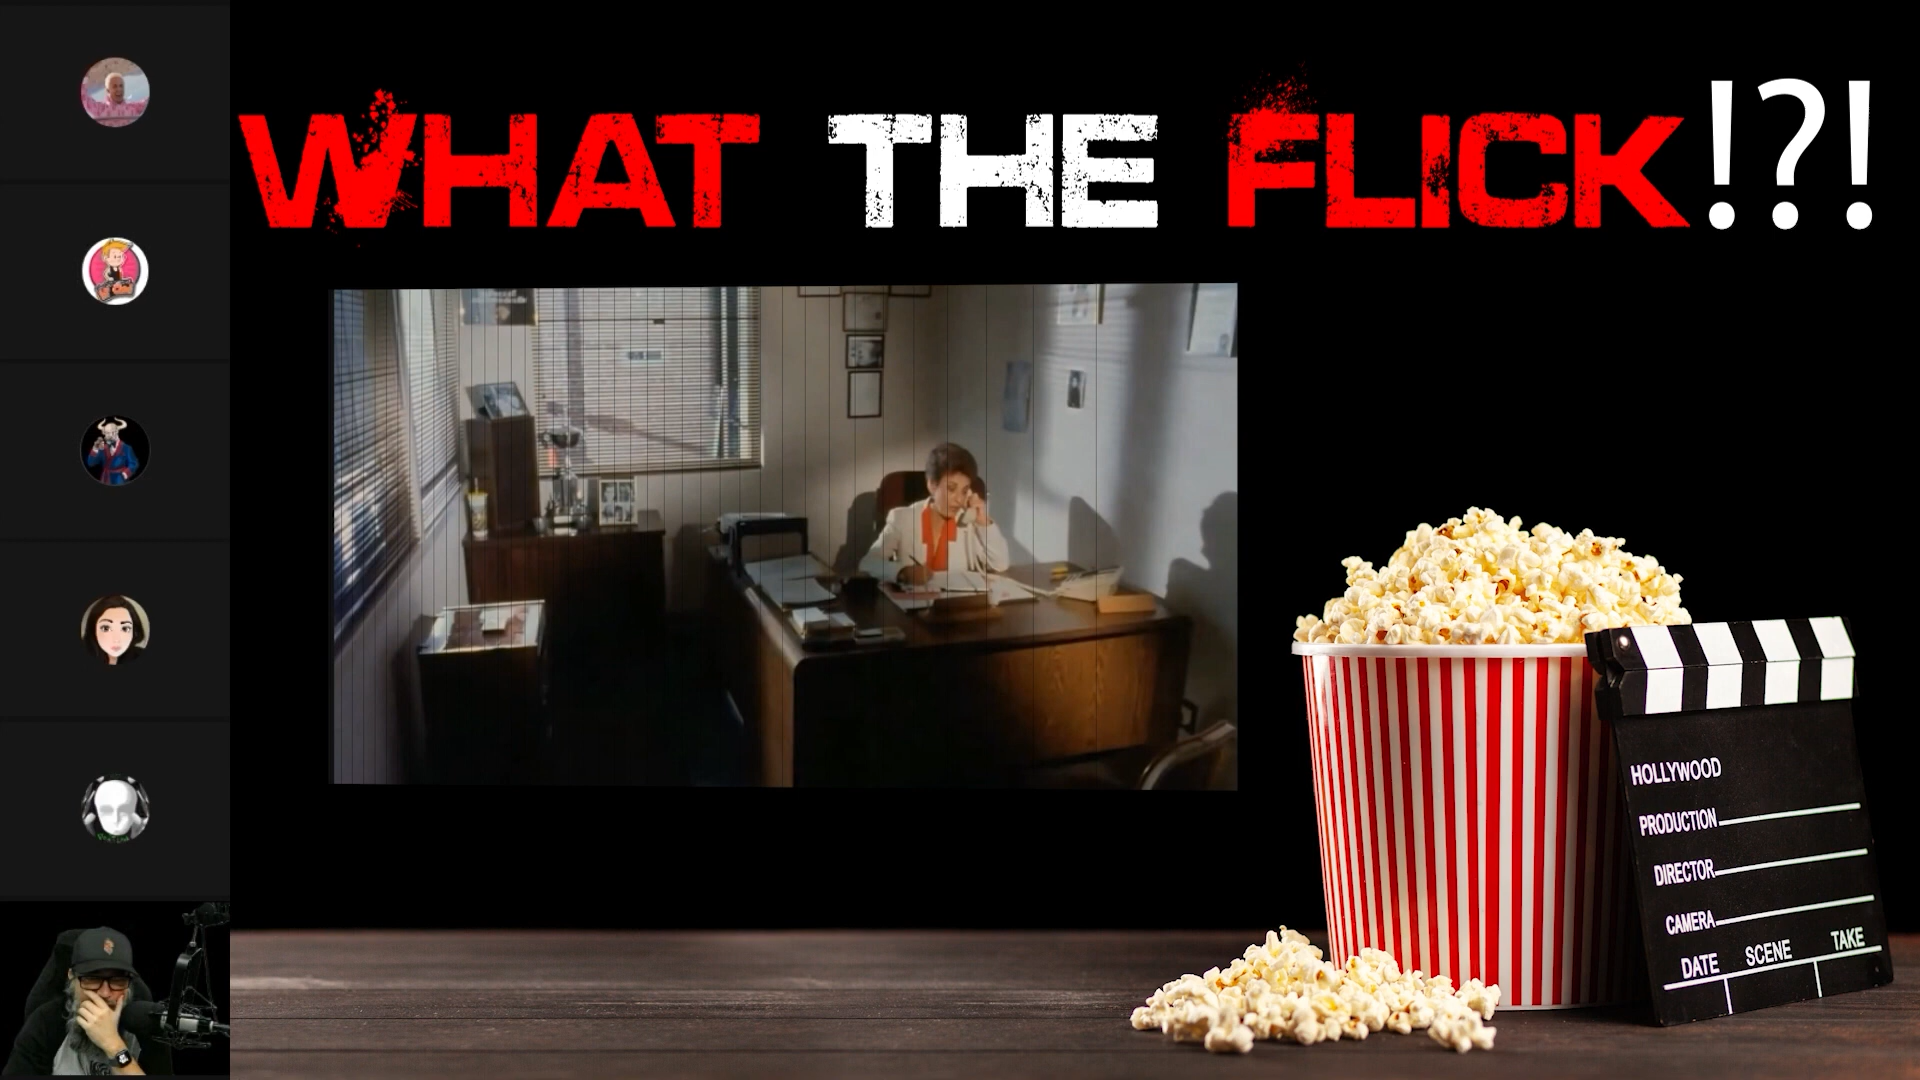 WHAT THE FLICK!?!
HOLLYWOOD
PRODUCTION
DIRECTOR
CAMERA
DATE SCENE TAKE